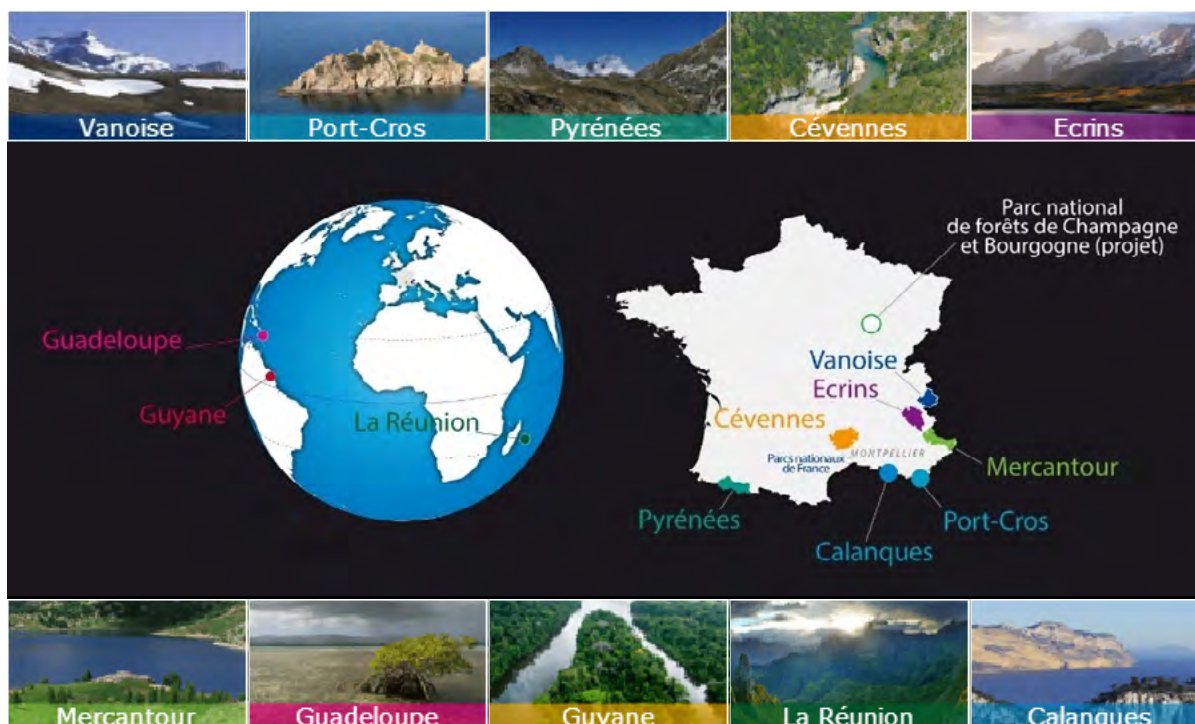 Vanoise
Port-Cros
Pyrénées
Cévennes
Ecrins
Parc national
de forêts de Champagne
et Bourgogne (projet)
Guadeloupe
Guyane
La Réunion
Vanoise
Ecrins
Cévennes
MONTPELLIER
Parcs nationaux
de France
Mercantour
Pyrénées
Port-Cros
Calanques
Mercantour
Guadeloupe
Guyane
La Réunion
Calanques